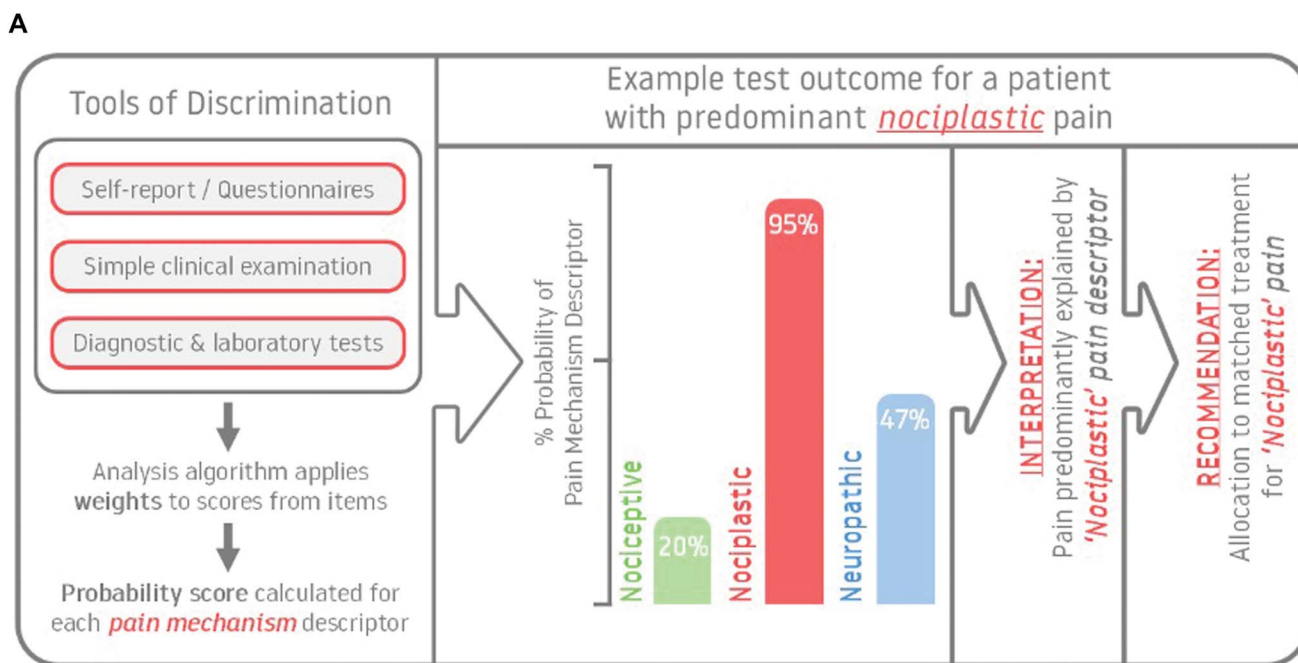 A
Tools of Discrimination
Self-report / Questionnaires
Simple clinical examination
Diagnostic & laboratory tests
Analysis algorithm applies
weights to scores from items
Probability score calculated for
each pain mechanism descriptor
Example test outcome for a patient
with predominant nociplastic pain
% Probability of
Pain Mechanism Descriptor
Nociceptive
20%
Nociplastic
95%
Neuropathic
47%
INTERPRETATION:
Pain predominantly explained by
‘Nociplastic’ pain descriptor
RECOMMENDATION:
Allocation to matched treatment
for ‘Nociplastic’ pain